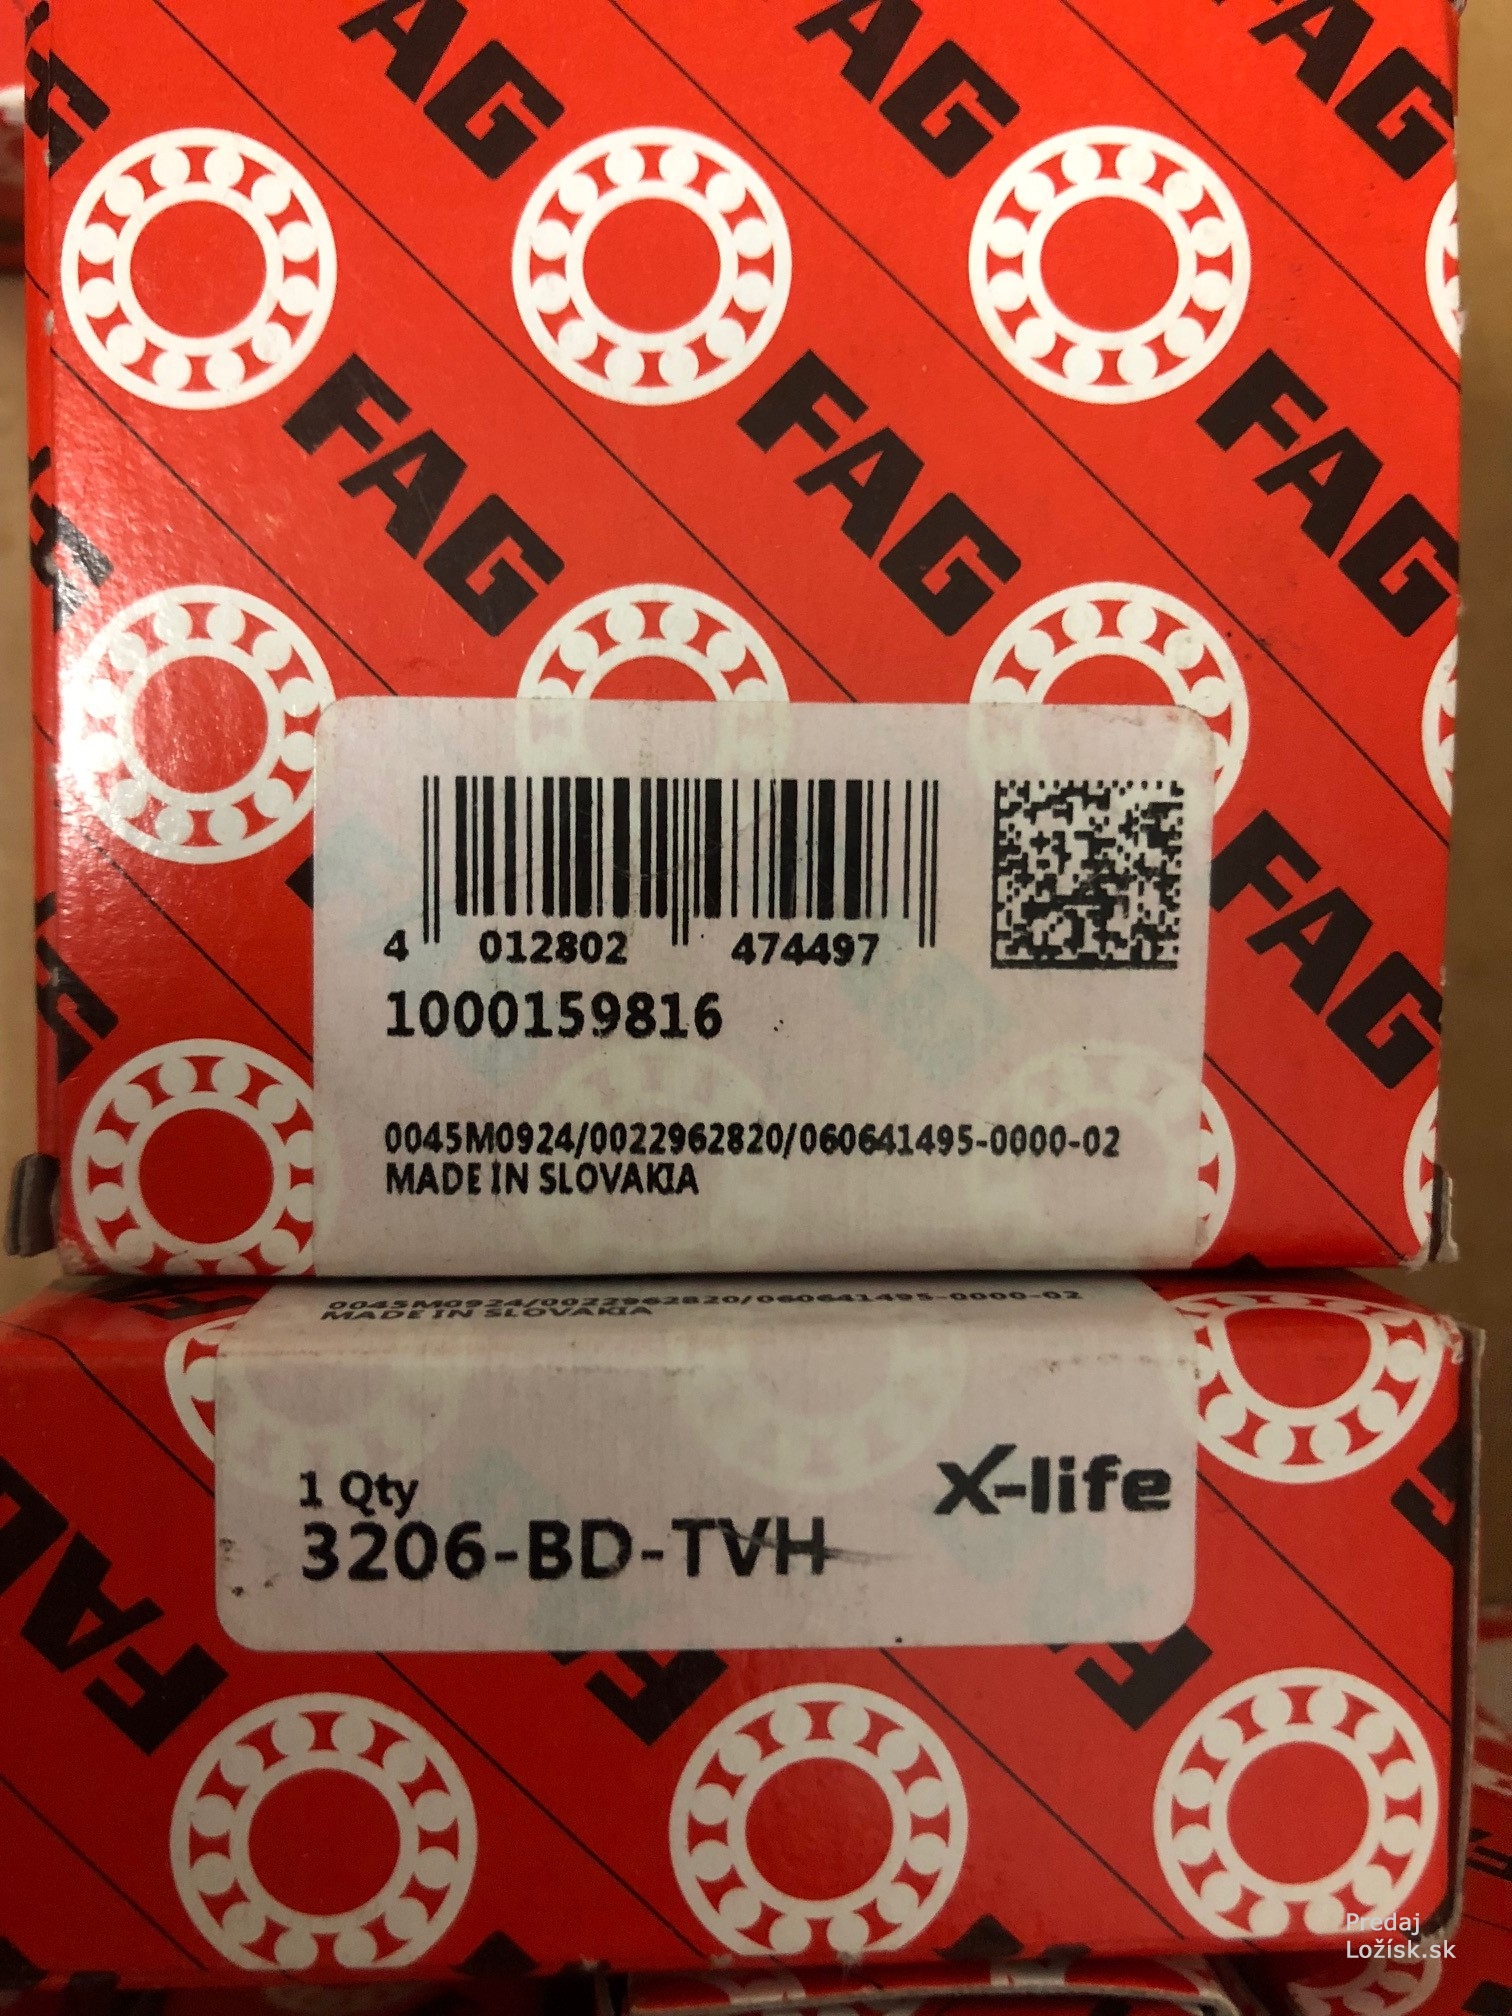 FAG
FAG
FAG
FAG
FAG
FAG
FAG
4 012802 474497
1000159816
0045M0924/0022962820/060641495-0000-02
MADE IN SLOVAKIA
0045M0924/0022962820/060641495-0000-02
MADE IN SLOVAKIA
1 Qty
X-life
3206-BD-TVH
Predaj
Ložísk.sk